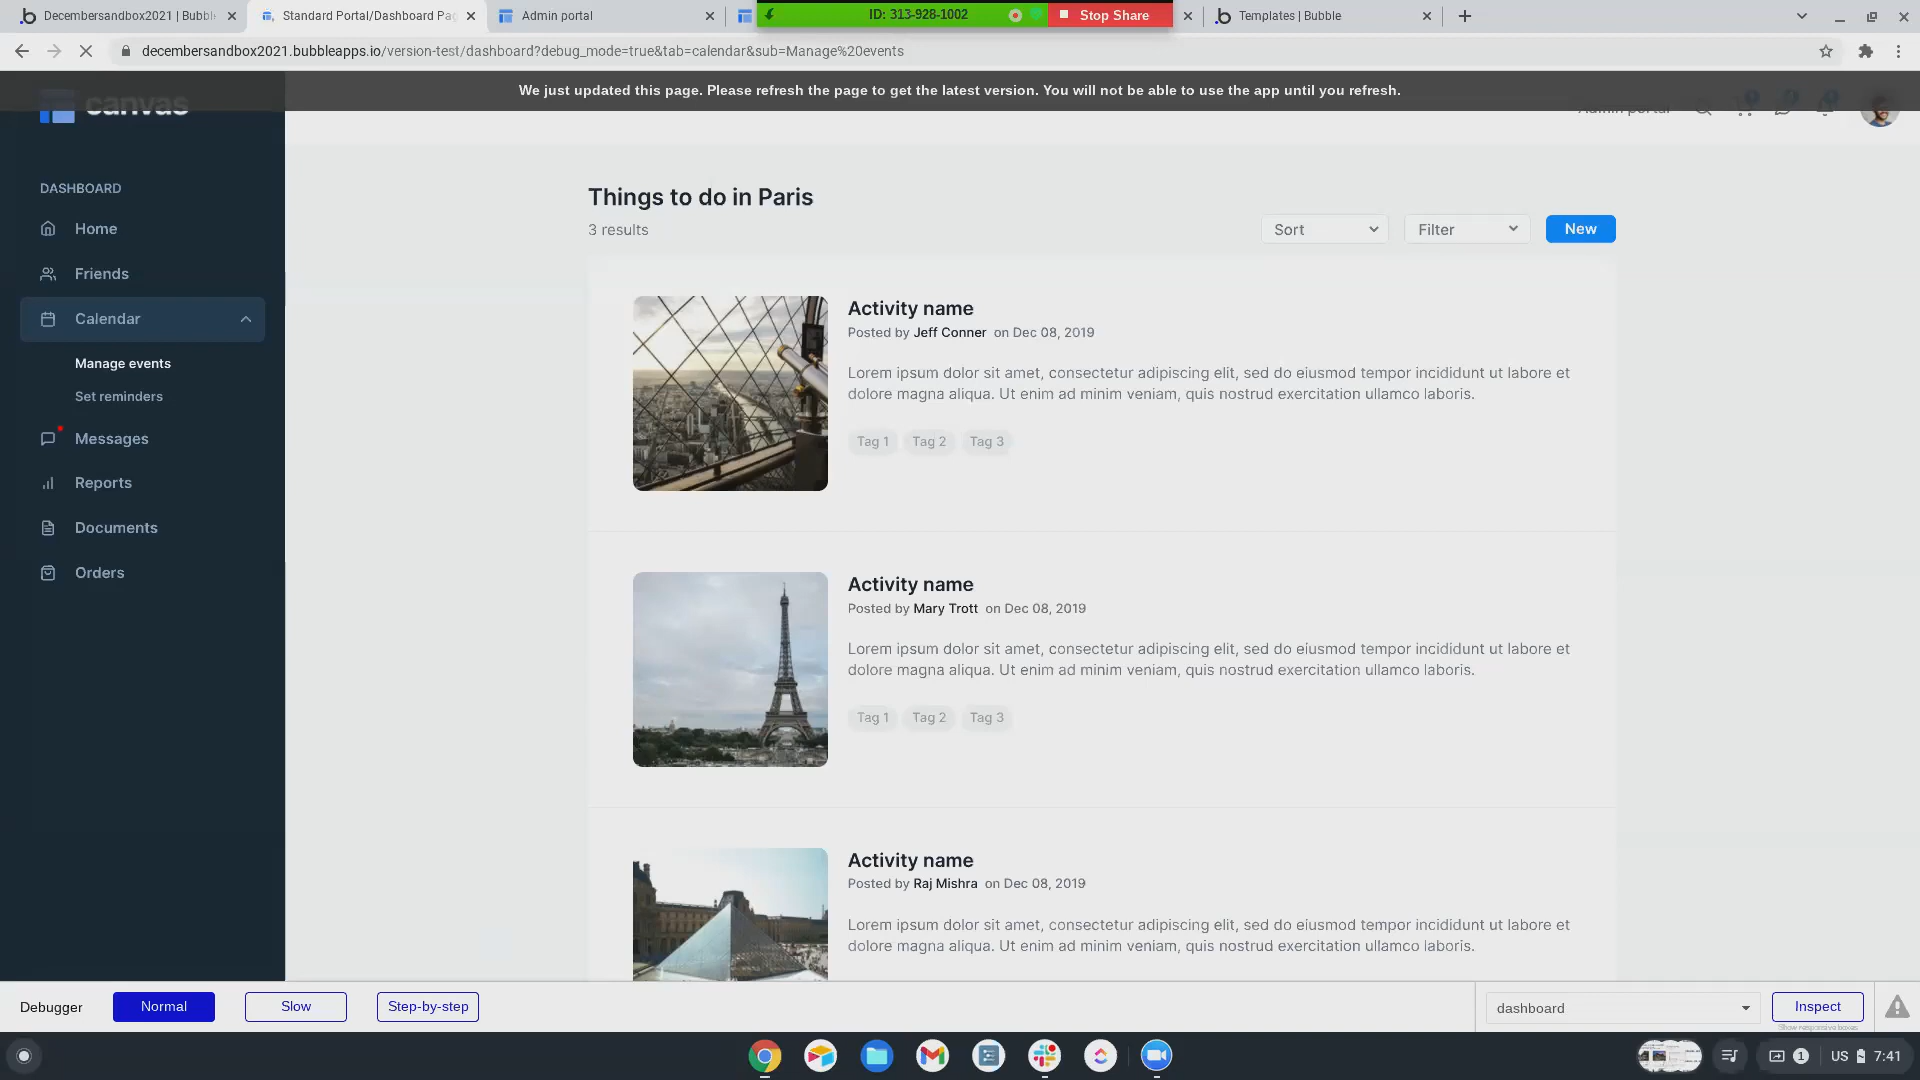 Decembersandbox2021 | Bubbl
Standard Portal/Dashboard Pag
Admin portal
ID: 313-928-1002
Stop Share
Templates | Bubble
decembersandbox2021.bubbleapps.io/version-test/dashboard?debug_mode=true&tab=calendar&sub=Manage%20events
We just updated this page. Please refresh the page to get the latest version. You will not be able to use the app until you refresh.
canvas
Admin portal
DASHBOARD
Home
Friends
Calendar
Manage events
Set reminders
Messages
Reports
Documents
Orders
Things to do in Paris
3 results
Sort
Filter
New
Activity name
Posted by Jeff Conner on Dec 08, 2019
Lorem ipsum dolor sit amet, consectetur adipiscing elit, sed do eiusmod tempor incididunt ut labore et
dolore magna aliqua. Ut enim ad minim veniam, quis nostrud exercitation ullamco laboris.
Tag 1 Tag 2 Tag 3
Activity name
Posted by Mary Trott on Dec 08, 2019
Lorem ipsum dolor sit amet, consectetur adipiscing elit, sed do eiusmod tempor incididunt ut labore et
dolore magna aliqua. Ut enim ad minim veniam, quis nostrud exercitation ullamco laboris.
Tag 1 Tag 2 Tag 3
Activity name
Posted by Raj Mishra on Dec 08, 2019
Lorem ipsum dolor sit amet, consectetur adipiscing elit, sed do eiusmod tempor incididunt ut labore et
dolore magna aliqua. Ut enim ad minim veniam, quis nostrud exercitation ullamco laboris.
Debugger
Normal
Slow
Step-by-step
dashboard
Inspect
Show responsive boxes
1
US
7:41